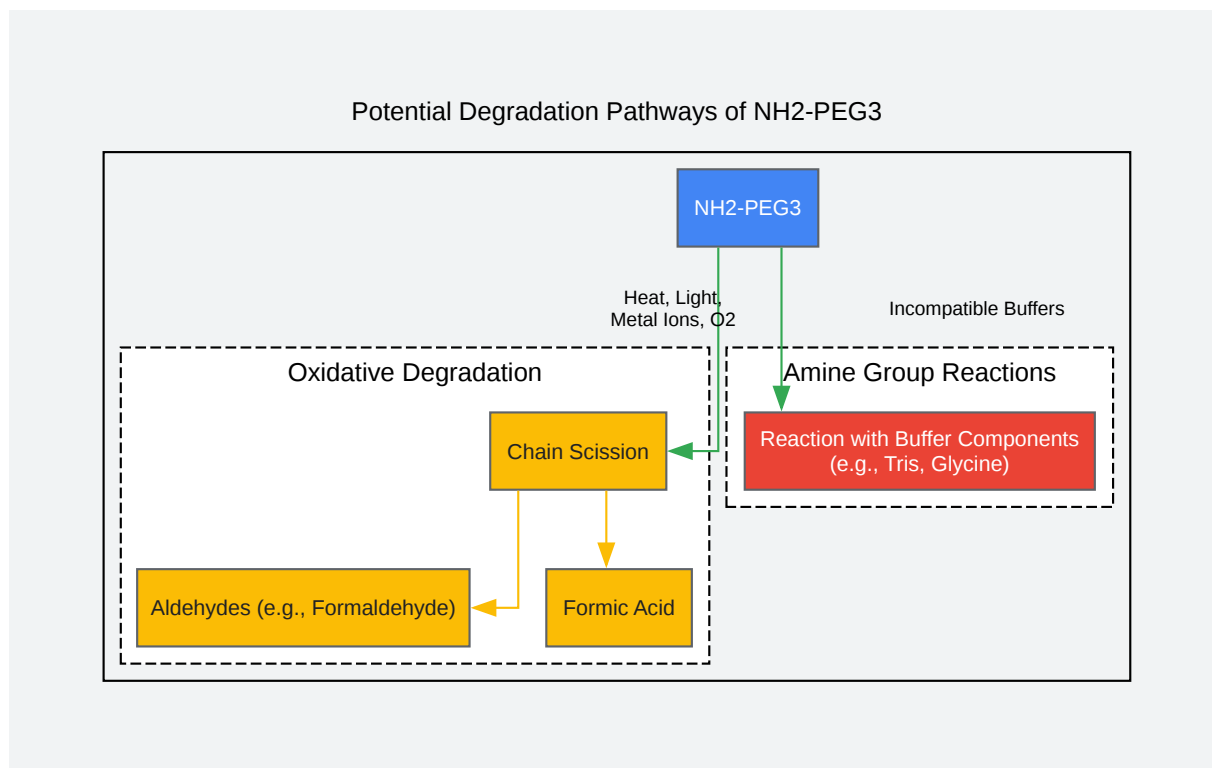 Potential Degradation Pathways of NH2-PEG3
NH2-PEG3
Heat, Light,
Metal Ions, O2
Incompatible Buffers
Oxidative Degradation
Amine Group Reactions
Chain Scission
Reaction with Buffer Components
(e.g., Tris, Glycine)
Aldehydes (e.g., Formaldehyde)
Formic Acid